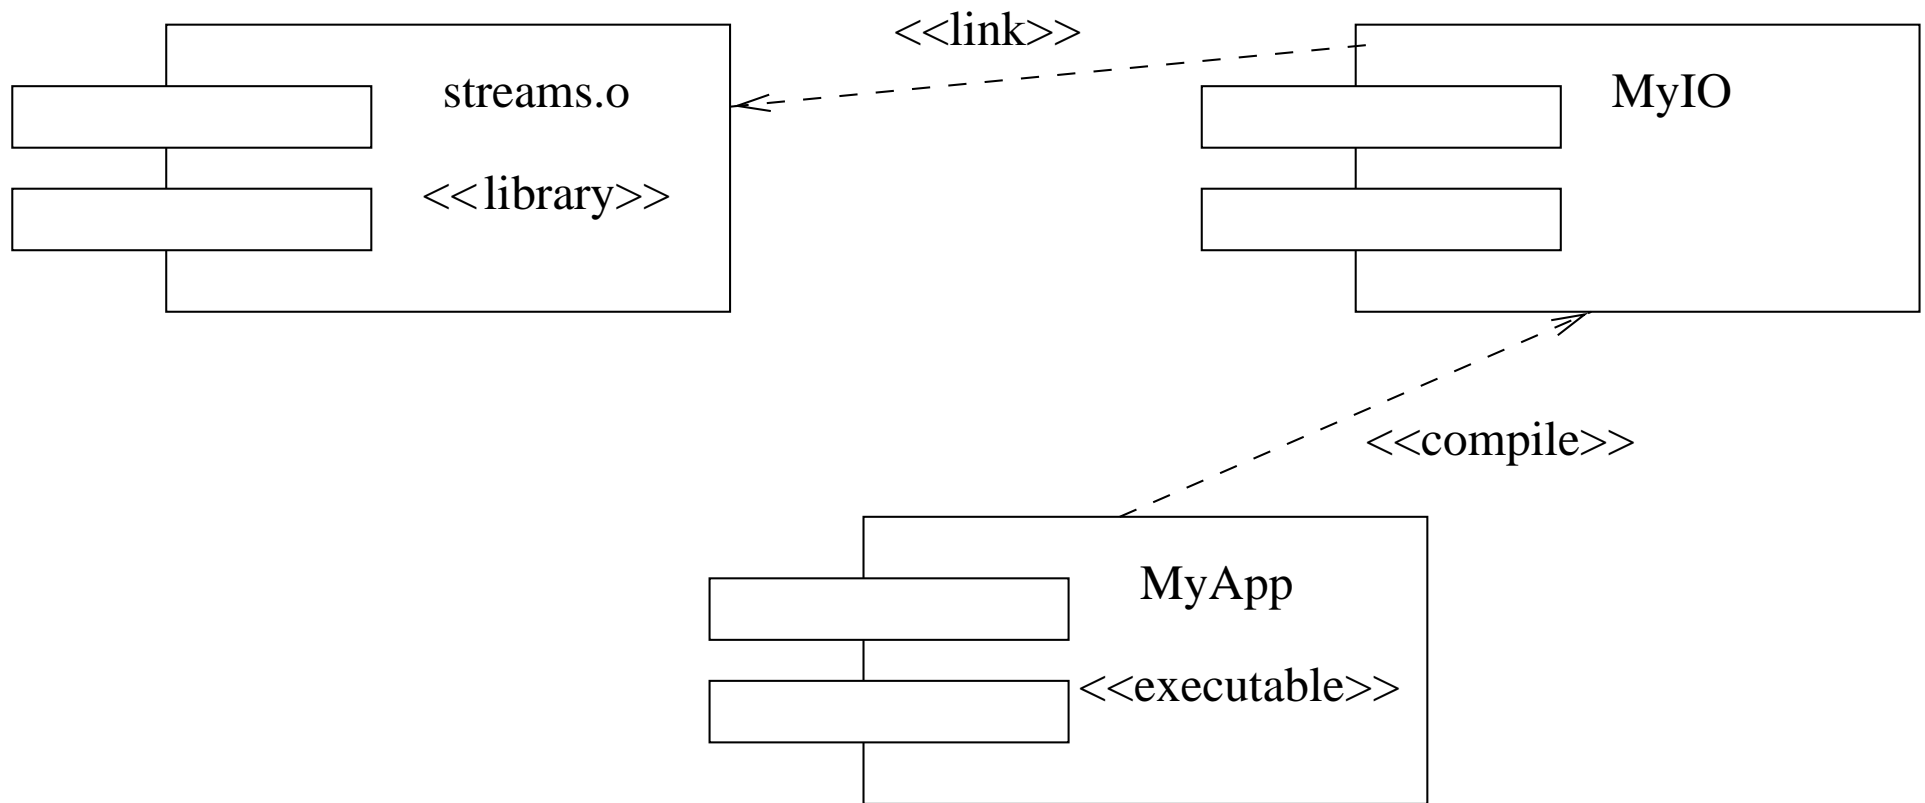 <<link>>
streams.o
MyIO
<<library>>
<<compile>>
MyApp
<<executable>>